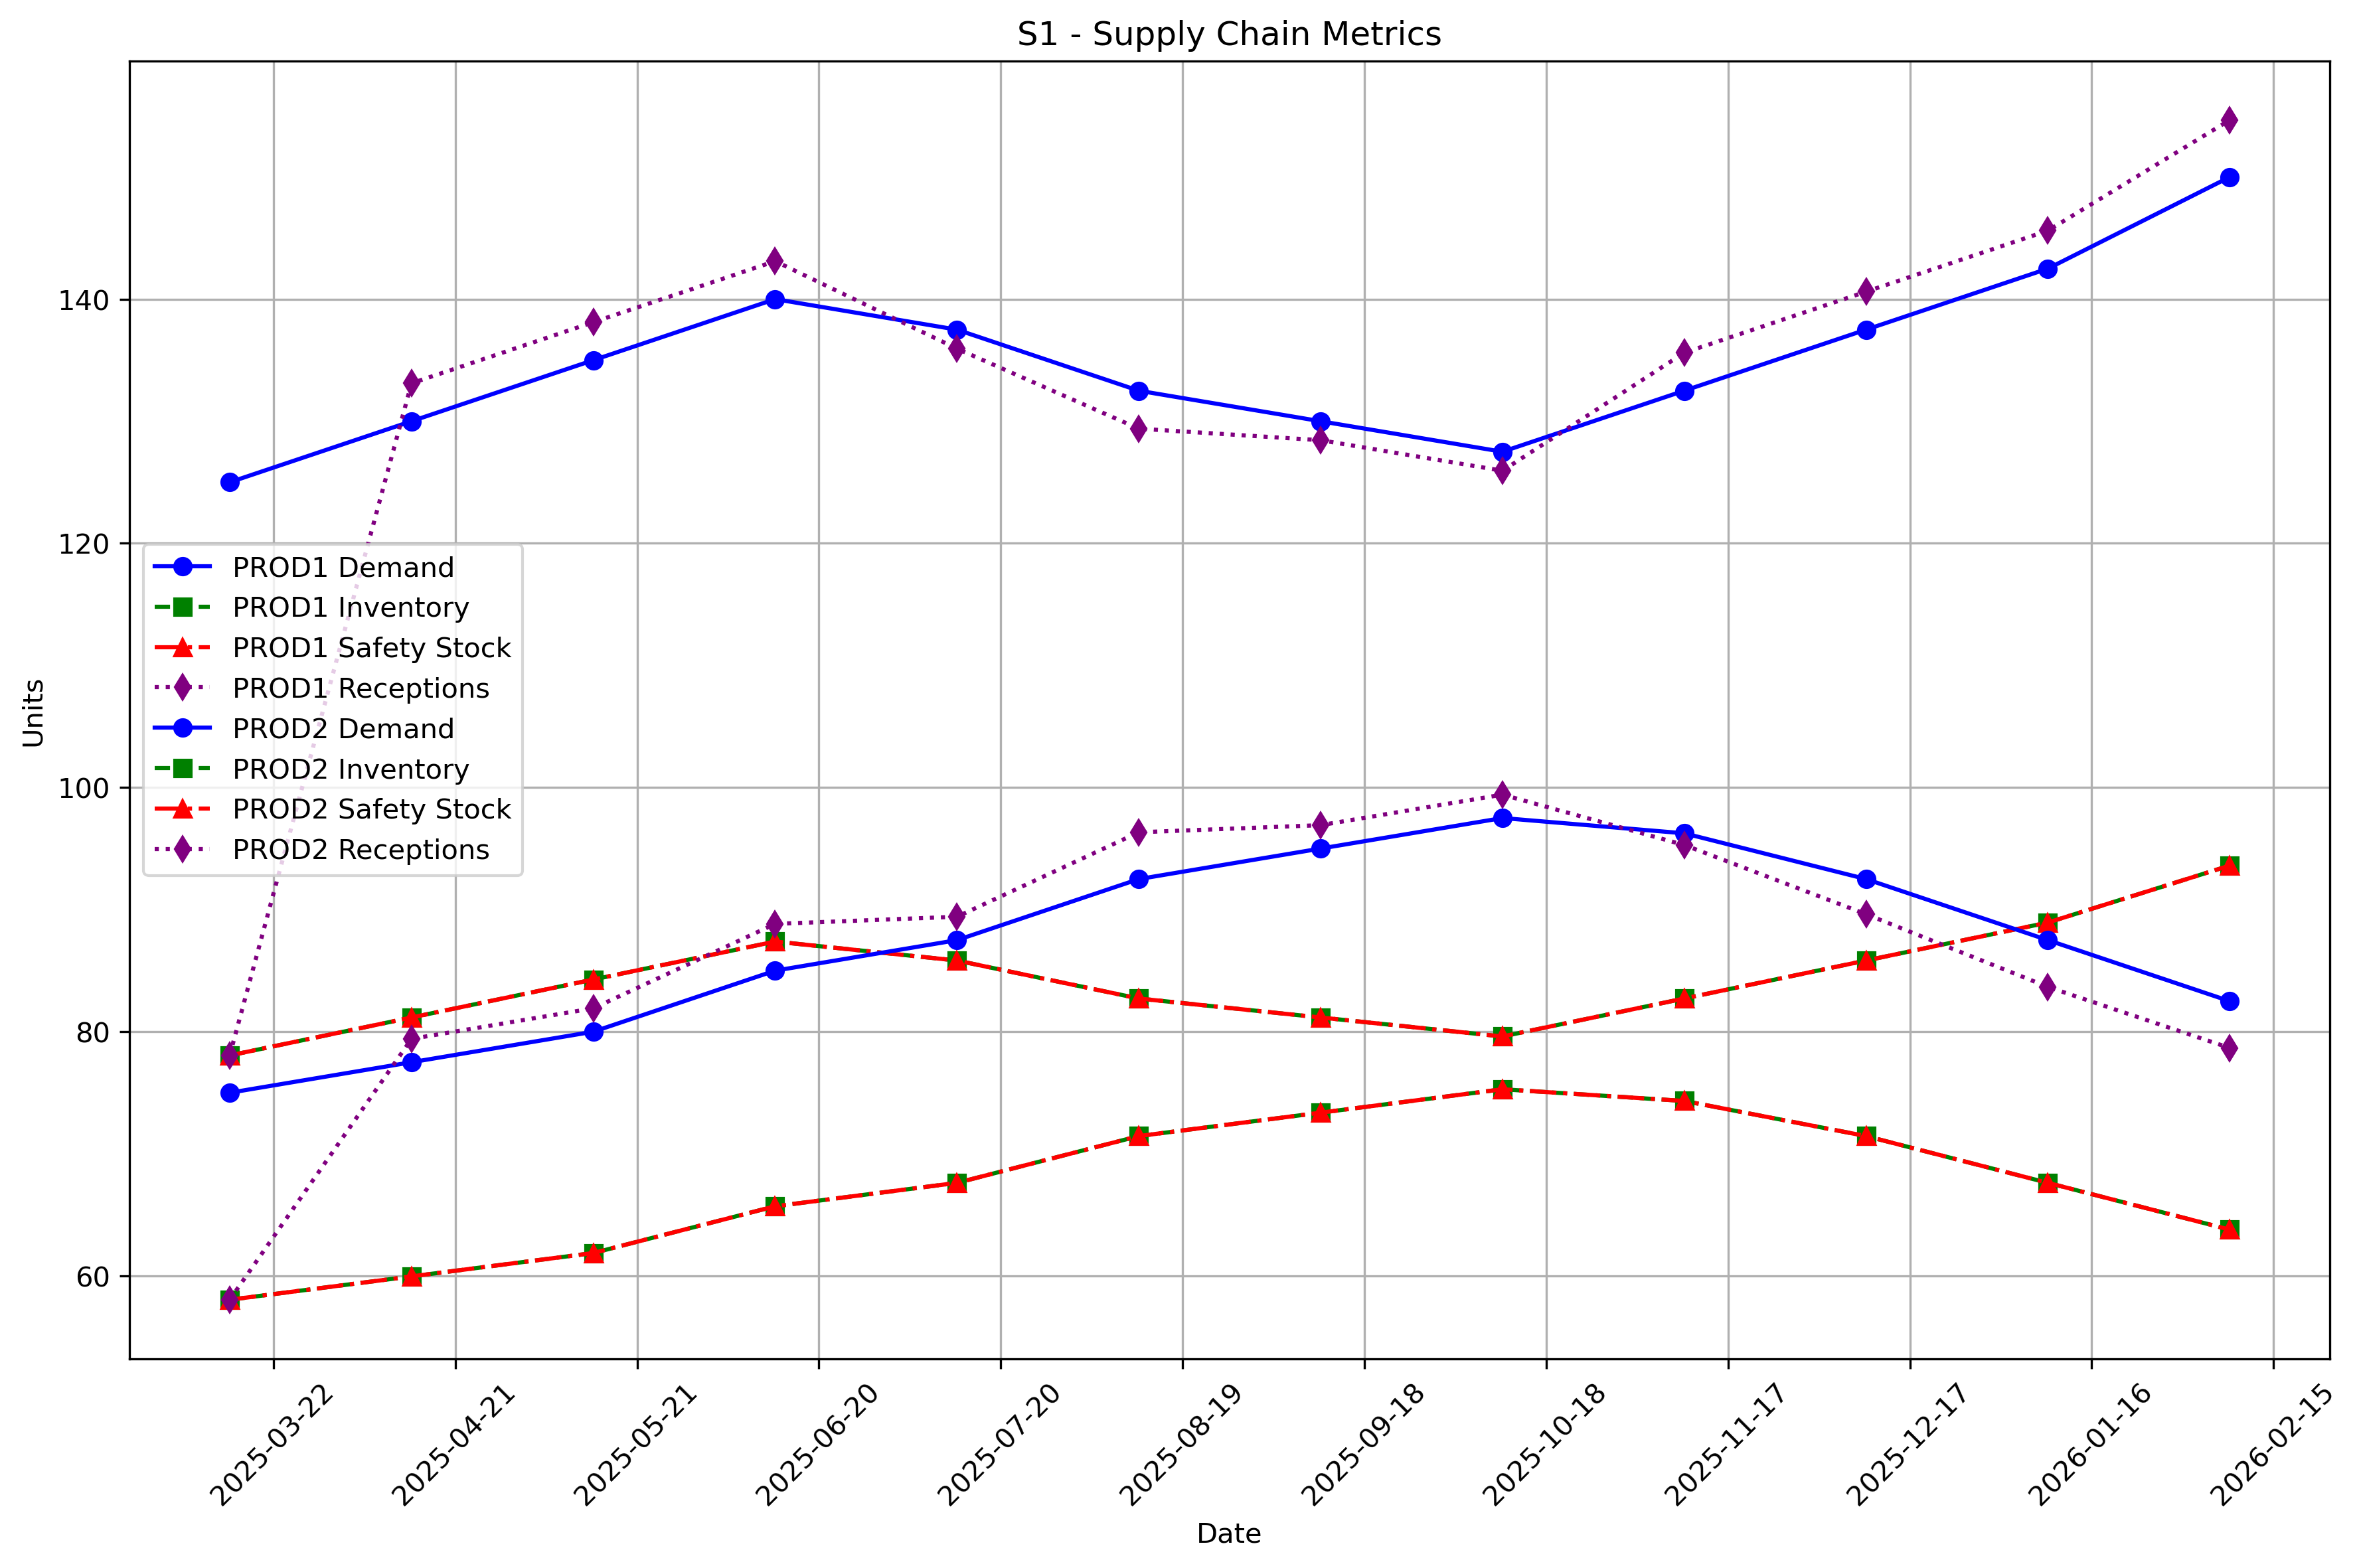 S1 - Supply Chain Metrics
140
120
100
80
60
Units
PROD1 Demand
PROD1 Inventory
PROD1 Safety Stock
PROD1 Receptions
PROD2 Demand
PROD2 Inventory
PROD2 Safety Stock
PROD2 Receptions
2025-03-22
2025-04-21
2025-05-21
2025-06-20
2025-07-20
2025-08-19
2025-09-18
2025-10-18
2025-11-17
2025-12-17
2026-01-16
2026-02-15
Date